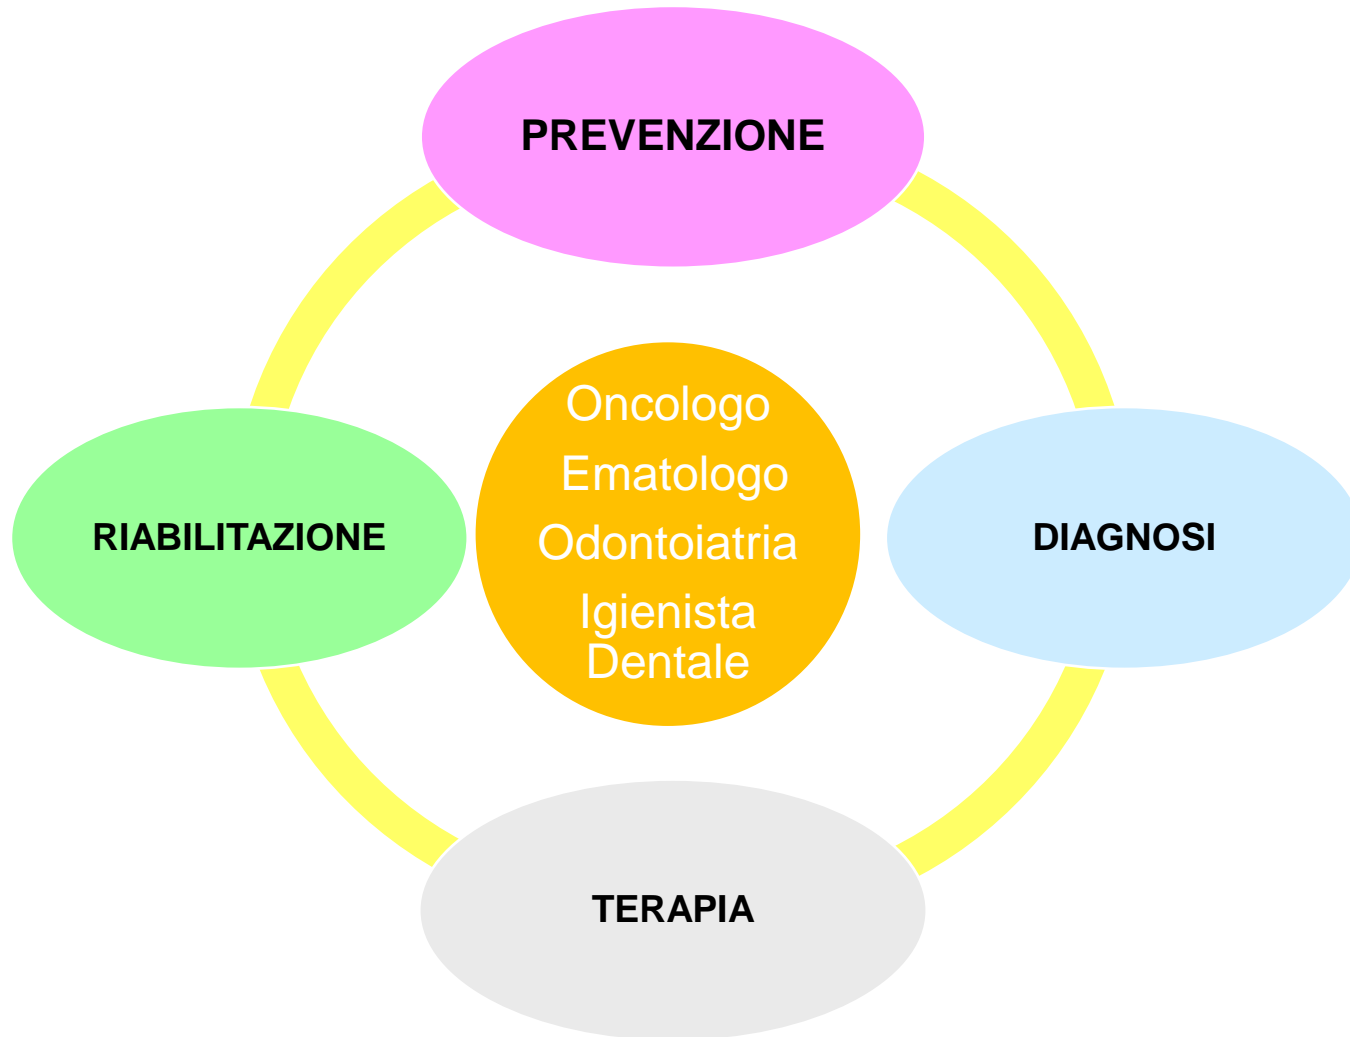 PREVENZIONE
Oncologo
Ematologo
Odontoiatria
Igienista
Dentale
RIABILITAZIONE
DIAGNOSI
TERAPIA